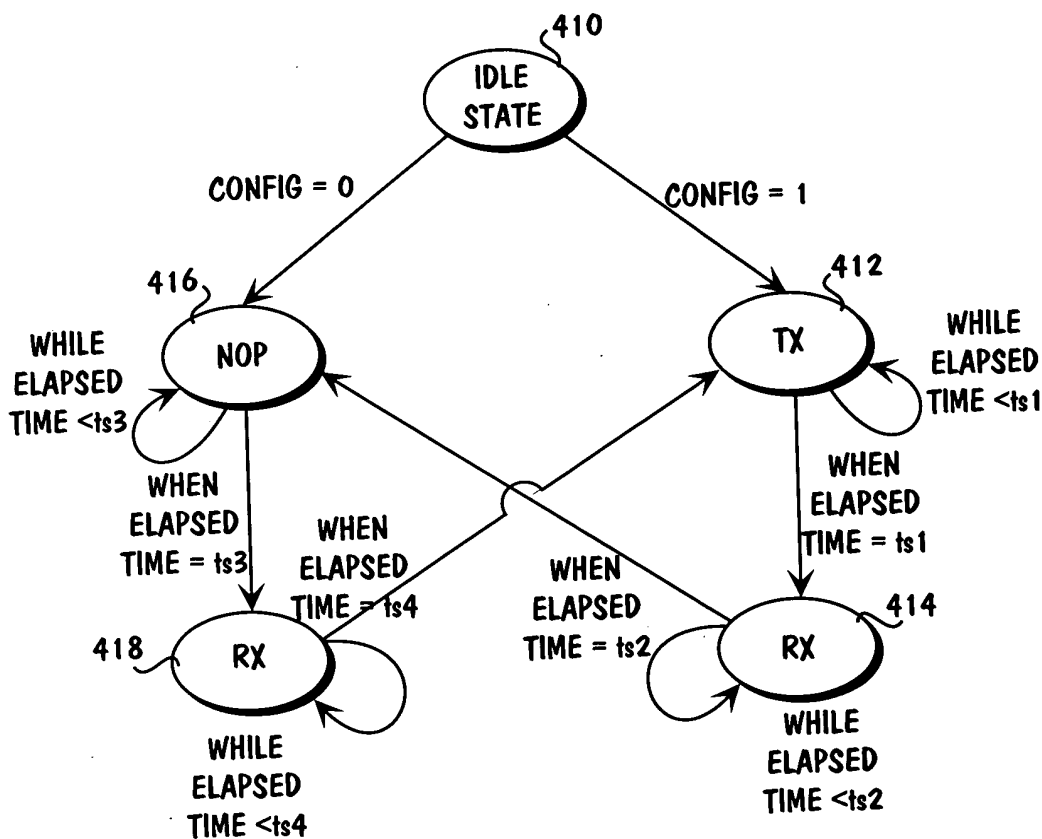 410
IDLE
STATE
CONFIG = 0
CONFIG = 1
416
412
NOP
TX
WHILE
ELAPSED
TIME <ts3
WHILE
ELAPSED
TIME <ts1
WHEN
ELAPSED
TIME = ts3
WHEN
ELAPSED
TIME = ts4
WHEN
ELAPSED
TIME = ts2
WHEN
ELAPSED
TIME = ts1
418
RX
414
RX
WHILE
ELAPSED
TIME <ts4
WHILE
ELAPSED
TIME <ts2